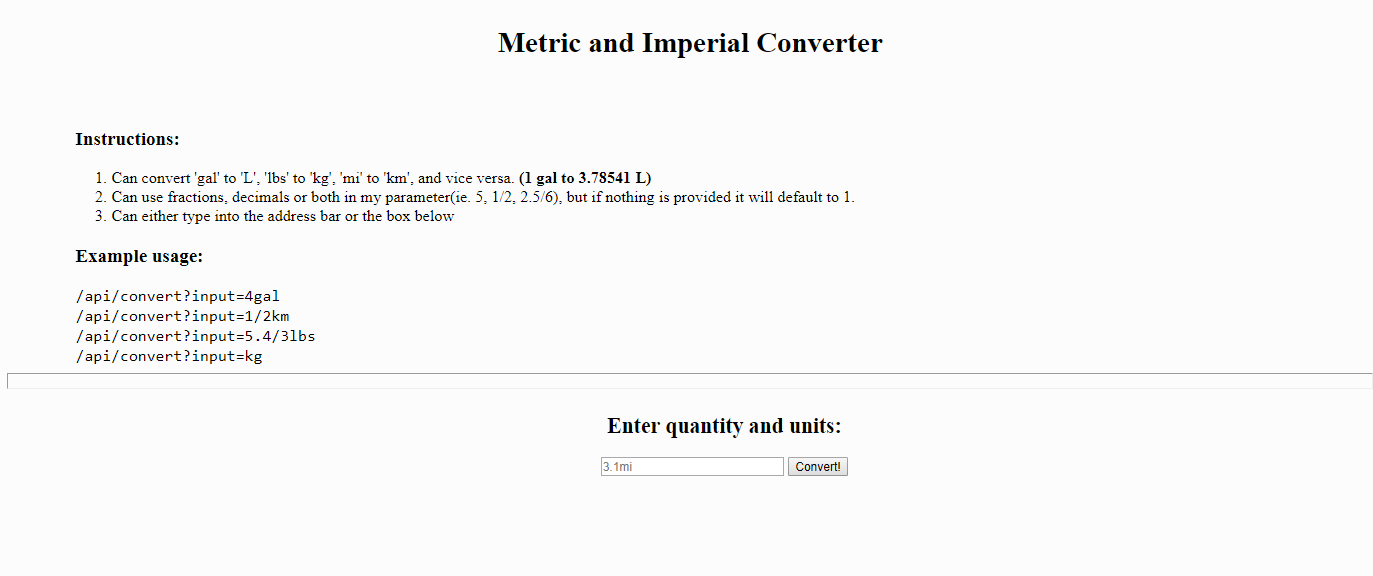 Metric and Imperial Converter
Instructions:
1. Can convert 'gal' to 'L', 'lbs' to 'kg', 'mi' to 'km', and vice versa. (1 gal to 3.78541 L)
2. Can use fractions, decimals or both in my parameter(ie. 5, 1/2, 2.5/6), but if nothing is provided it will default to 1.
3. Can either type into the address bar or the box below
Example usage:
/api/convert?input=4gal
/api/convert?input=1/2km
/api/convert?input=5.4/3lbs
/api/convert?input=kg
Enter quantity and units:
3.1mi Convert!